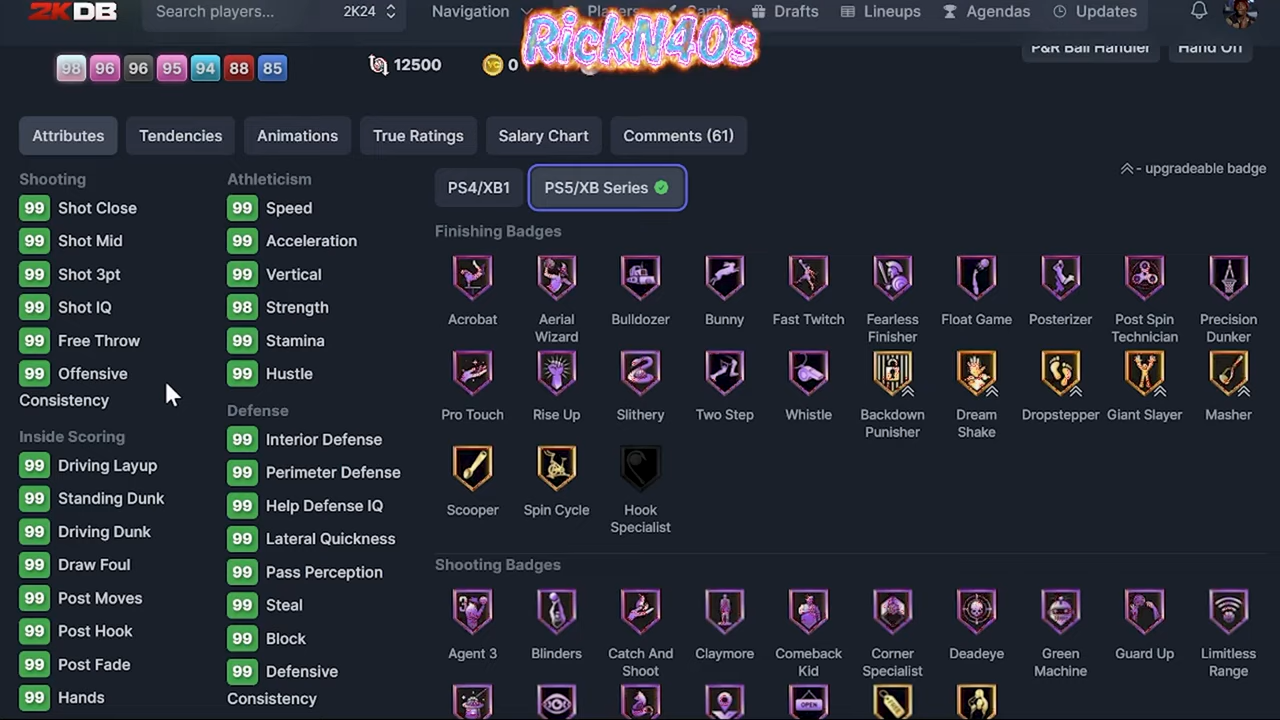 2KDB Search players... 2K24 Navigation Players Cards Drafts Lineups Agendas Updates
RickN40s
P&R Ball Handler Hand Off
98 96 96 95 94 88 85 12500 VC 0
Attributes Tendencies Animations True Ratings Salary Chart Comments (61)
- upgradeable badge
Shooting
99 Shot Close
99 Shot Mid
99 Shot 3pt
99 Shot IQ
99 Free Throw
99 Offensive
Consistency
Inside Scoring
99 Driving Layup
99 Standing Dunk
99 Driving Dunk
99 Draw Foul
99 Post Moves
99 Post Hook
99 Post Fade
99 Hands
Athleticism
99 Speed
99 Acceleration
99 Vertical
98 Strength
99 Stamina
99 Hustle
Defense
99 Interior Defense
99 Perimeter Defense
99 Help Defense IQ
99 Lateral Quickness
99 Pass Perception
99 Steal
99 Block
99 Defensive
Consistency
PS4/XB1 PS5/XB Series
Finishing Badges
Acrobat
Aerial
Wizard
Bulldozer
Bunny
Fast Twitch
Fearless
Finisher
Float Game
Posterizer
Post Spin
Technician
Precision
Dunker
Pro Touch
Rise Up
Slithery
Two Step
Whistle
Backdown
Punisher
Dream
Shake
Dropstepper
Giant Slayer
Masher
Scooper
Spin Cycle
Hook
Specialist
Shooting Badges
3
Agent 3
Blinders
Catch And
Shoot
Claymore
Comeback
Kid
Corner
Specialist
Deadeye
Green
Machine
Guard Up
Limitless
Range
OPEN